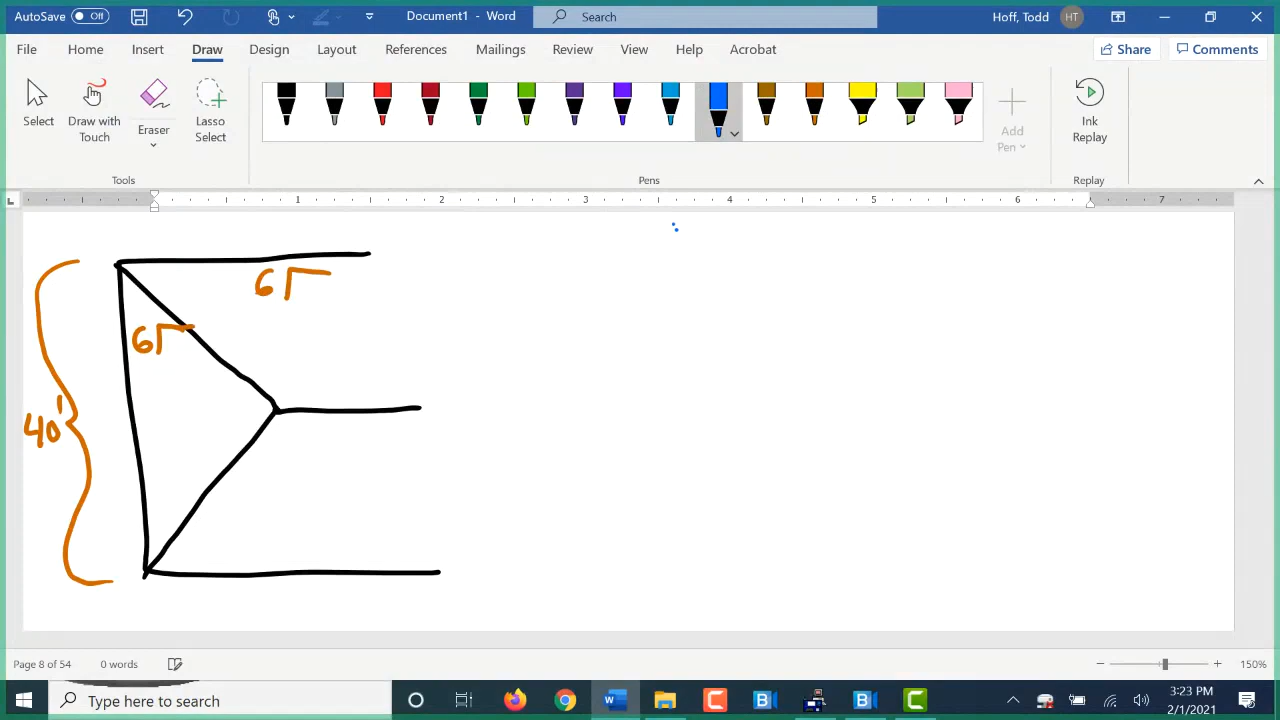 AutoSave Off Document1 - Word Search Hoff, Todd HT
File Home Insert Draw Design Layout References Mailings Review View Help Acrobat Share Comments
Select
Draw with
Touch
Eraser
Lasso
Select
Add
Pen
Ink
Replay
Tools Pens Replay
1 2 3 4 5 6 7
6
6
40'
Page 8 of 54 0 words 150%
Type here to search
W B B C C
3:23 PM
2/1/2021